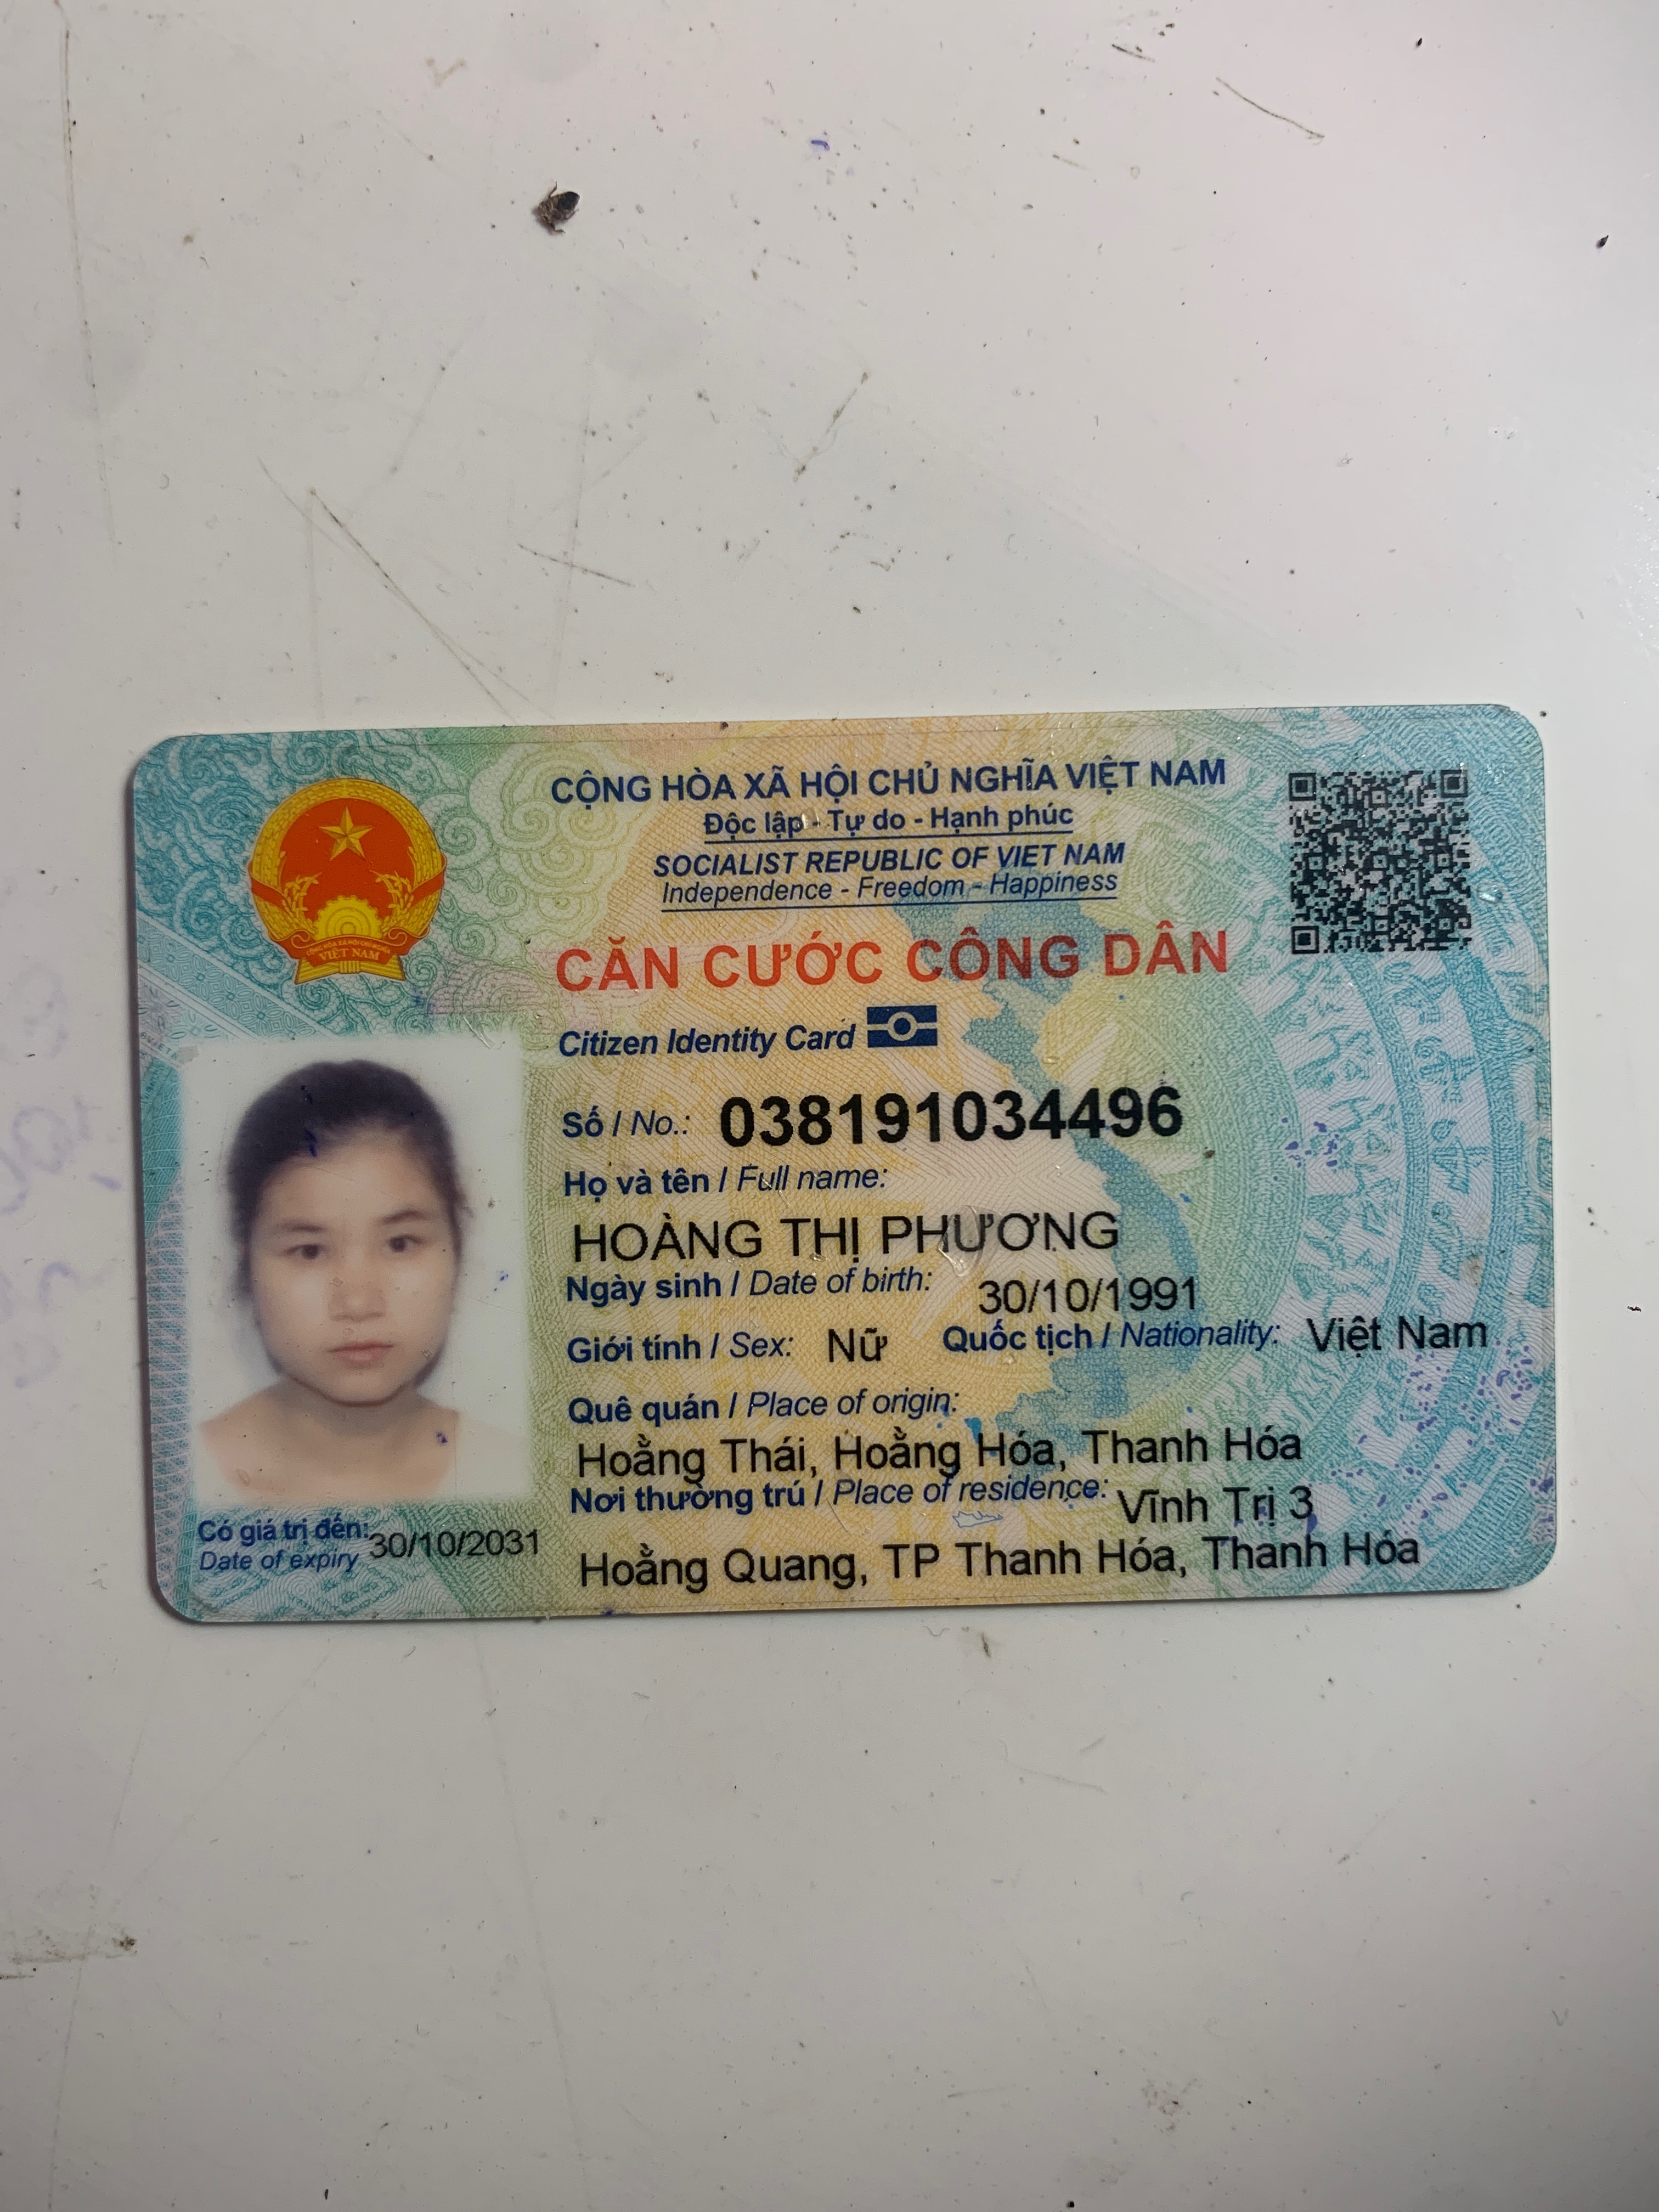 CỘNG HÒA XÃ HỘI CHỦ NGHĨA VIỆT NAM
Độc lập - Tự do - Hạnh phúc
SOCIALIST REPUBLIC OF VIET NAM
Independence - Freedom - Happiness
CĂN CƯỚC CÔNG DÂN
Citizen Identity Card
Số / No.: 038191034496
Họ và tên / Full name:
HOÀNG THỊ PHƯƠNG
Ngày sinh / Date of birth: 30/10/1991
Giới tính / Sex: Nữ Quốc tịch / Nationality: Việt Nam
Quê quán / Place of origin:
Hoằng Thái, Hoằng Hóa, Thanh Hóa
Nơi thường trú / Place of residence: Vĩnh Trị 3
Hoằng Quang, TP Thanh Hóa, Thanh Hóa
Có giá trị đến: 30/10/2031
Date of expiry
VIỆT NAM